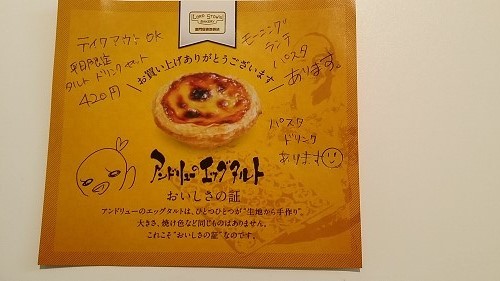 LORD STOW'S
BAKERY
テイクアウト OK
平日限定
タルト ドリンクセット
420円
モーニング
ランチ
パスタ
あります。
お買い上げありがとうございます
パスタ
ドリンク
あります
アンドリューのエッグタルト
おいしさの証
アンドリューのエッグタルトは、ひとつひとつが“生地から手作り”。
大きさ、焼け色など同じものはありません。
これこそ“おいしさの証”なのです。